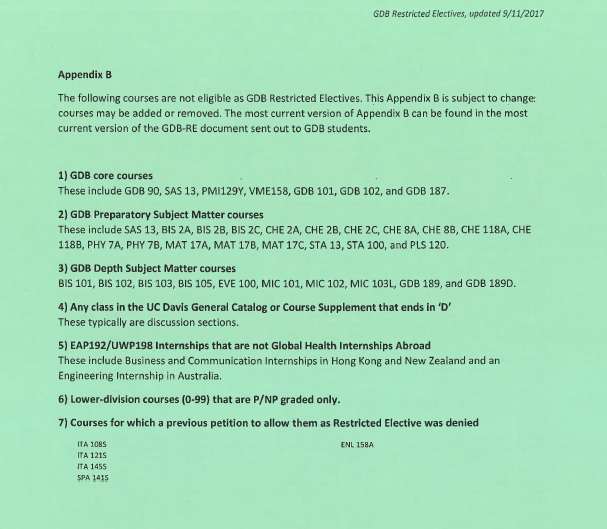 GDB Restricted Electives, updated 9/11/2017
Appendix B
The following courses are not eligible as GDB Restricted Electives. This Appendix B is subject to change:
courses may be added or removed. The most current version of Appendix B can be found in the most
current version of the GDB-RE document sent out to GDB students.
1) GDB core courses
These include GDB 90, SAS 13, PMI129Y, VME158, GDB 101, GDB 102, and GDB 187.
2) GDB Preparatory Subject Matter courses
These include SAS 13, BIS 2A, BIS 2B, BIS 2C, CHE 2A, CHE 2B, CHE 2C, CHE 8A, CHE 8B, CHE 118A, CHE
118B, PHY 7A, PHY 7B, MAT 17A, MAT 17B, MAT 17C, STA 13, STA 100, and PLS 120.
3) GDB Depth Subject Matter courses
BIS 101, BIS 102, BIS 103, BIS 105, EVE 100, MIC 101, MIC 102, MIC 103L, GDB 189, and GDB 189D.
4) Any class in the UC Davis General Catalog or Course Supplement that ends in ‘D’
These typically are discussion sections.
5) EAP192/UWP198 Internships that are not Global Health Internships Abroad
These include Business and Communication Internships in Hong Kong and New Zealand and an
Engineering Internship in Australia.
6) Lower-division courses (0-99) that are P/NP graded only.
7) Courses for which a previous petition to allow them as Restricted Elective was denied
ITA 108S ENL 158A
ITA 121S
ITA 145S
SPA 141S